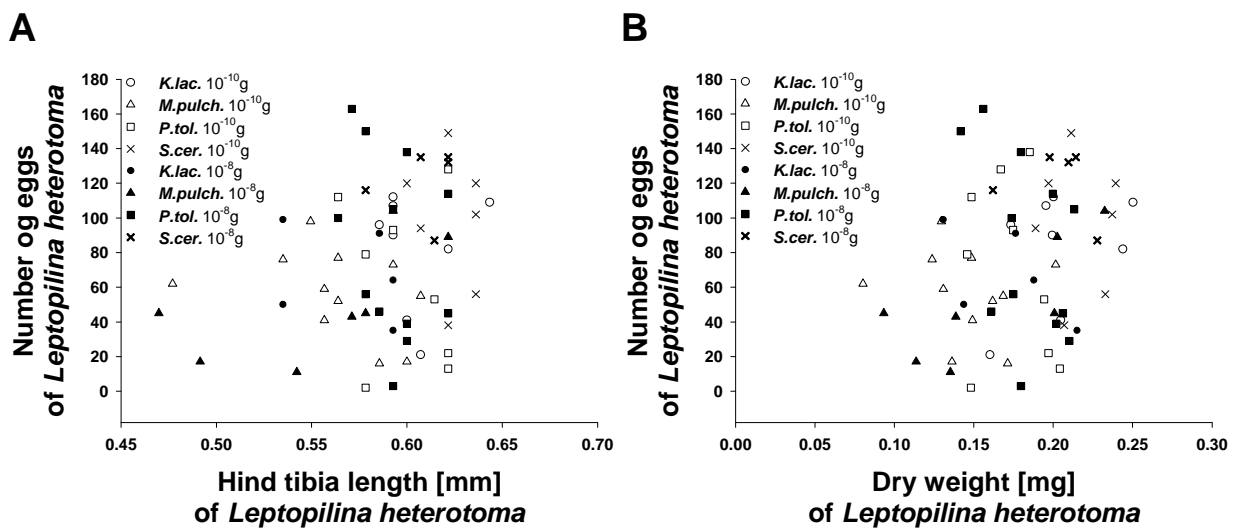 A
Number og eggs
of Leptopilina heterotoma
180
160
140
120
100
80
60
40
20
0
K.lac. 10⁻¹⁰g
M.pulch. 10⁻¹⁰g
P.tol. 10⁻¹⁰g
S.cer. 10⁻¹⁰g
K.lac. 10⁻⁸g
M.pulch. 10⁻⁸g
P.tol. 10⁻⁸g
S.cer. 10⁻⁸g
0.45 0.50 0.55 0.60 0.65 0.70
Hind tibia length [mm]
of Leptopilina heterotoma
B
Number og eggs
of Leptopilina heterotoma
180
160
140
120
100
80
60
40
20
0
K.lac. 10⁻¹⁰g
M.pulch. 10⁻¹⁰g
P.tol. 10⁻¹⁰g
S.cer. 10⁻¹⁰g
K.lac. 10⁻⁸g
M.pulch. 10⁻⁸g
P.tol. 10⁻⁸g
S.cer. 10⁻⁸g
0.00 0.05 0.10 0.15 0.20 0.25 0.30
Dry weight [mg]
of Leptopilina heterotoma